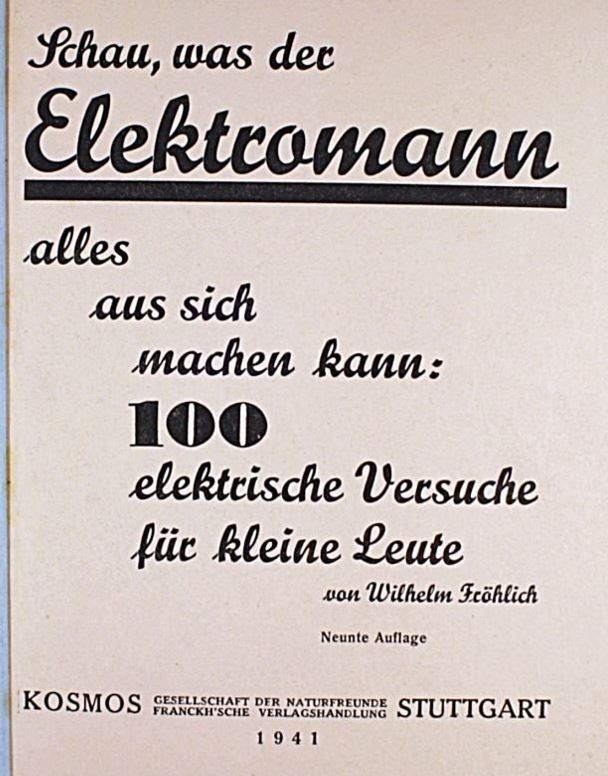 Schau, was der
Elektromann
alles
aus sich
machen kann:
100
elektrische Versuche
für kleine Leute
von Wilhelm Fröhlich
Neunte Auflage
KOSMOS GESELLSCHAFT DER NATURFREUNDE FRANCKH'SCHE VERLAGSHANDLUNG STUTTGART
1941